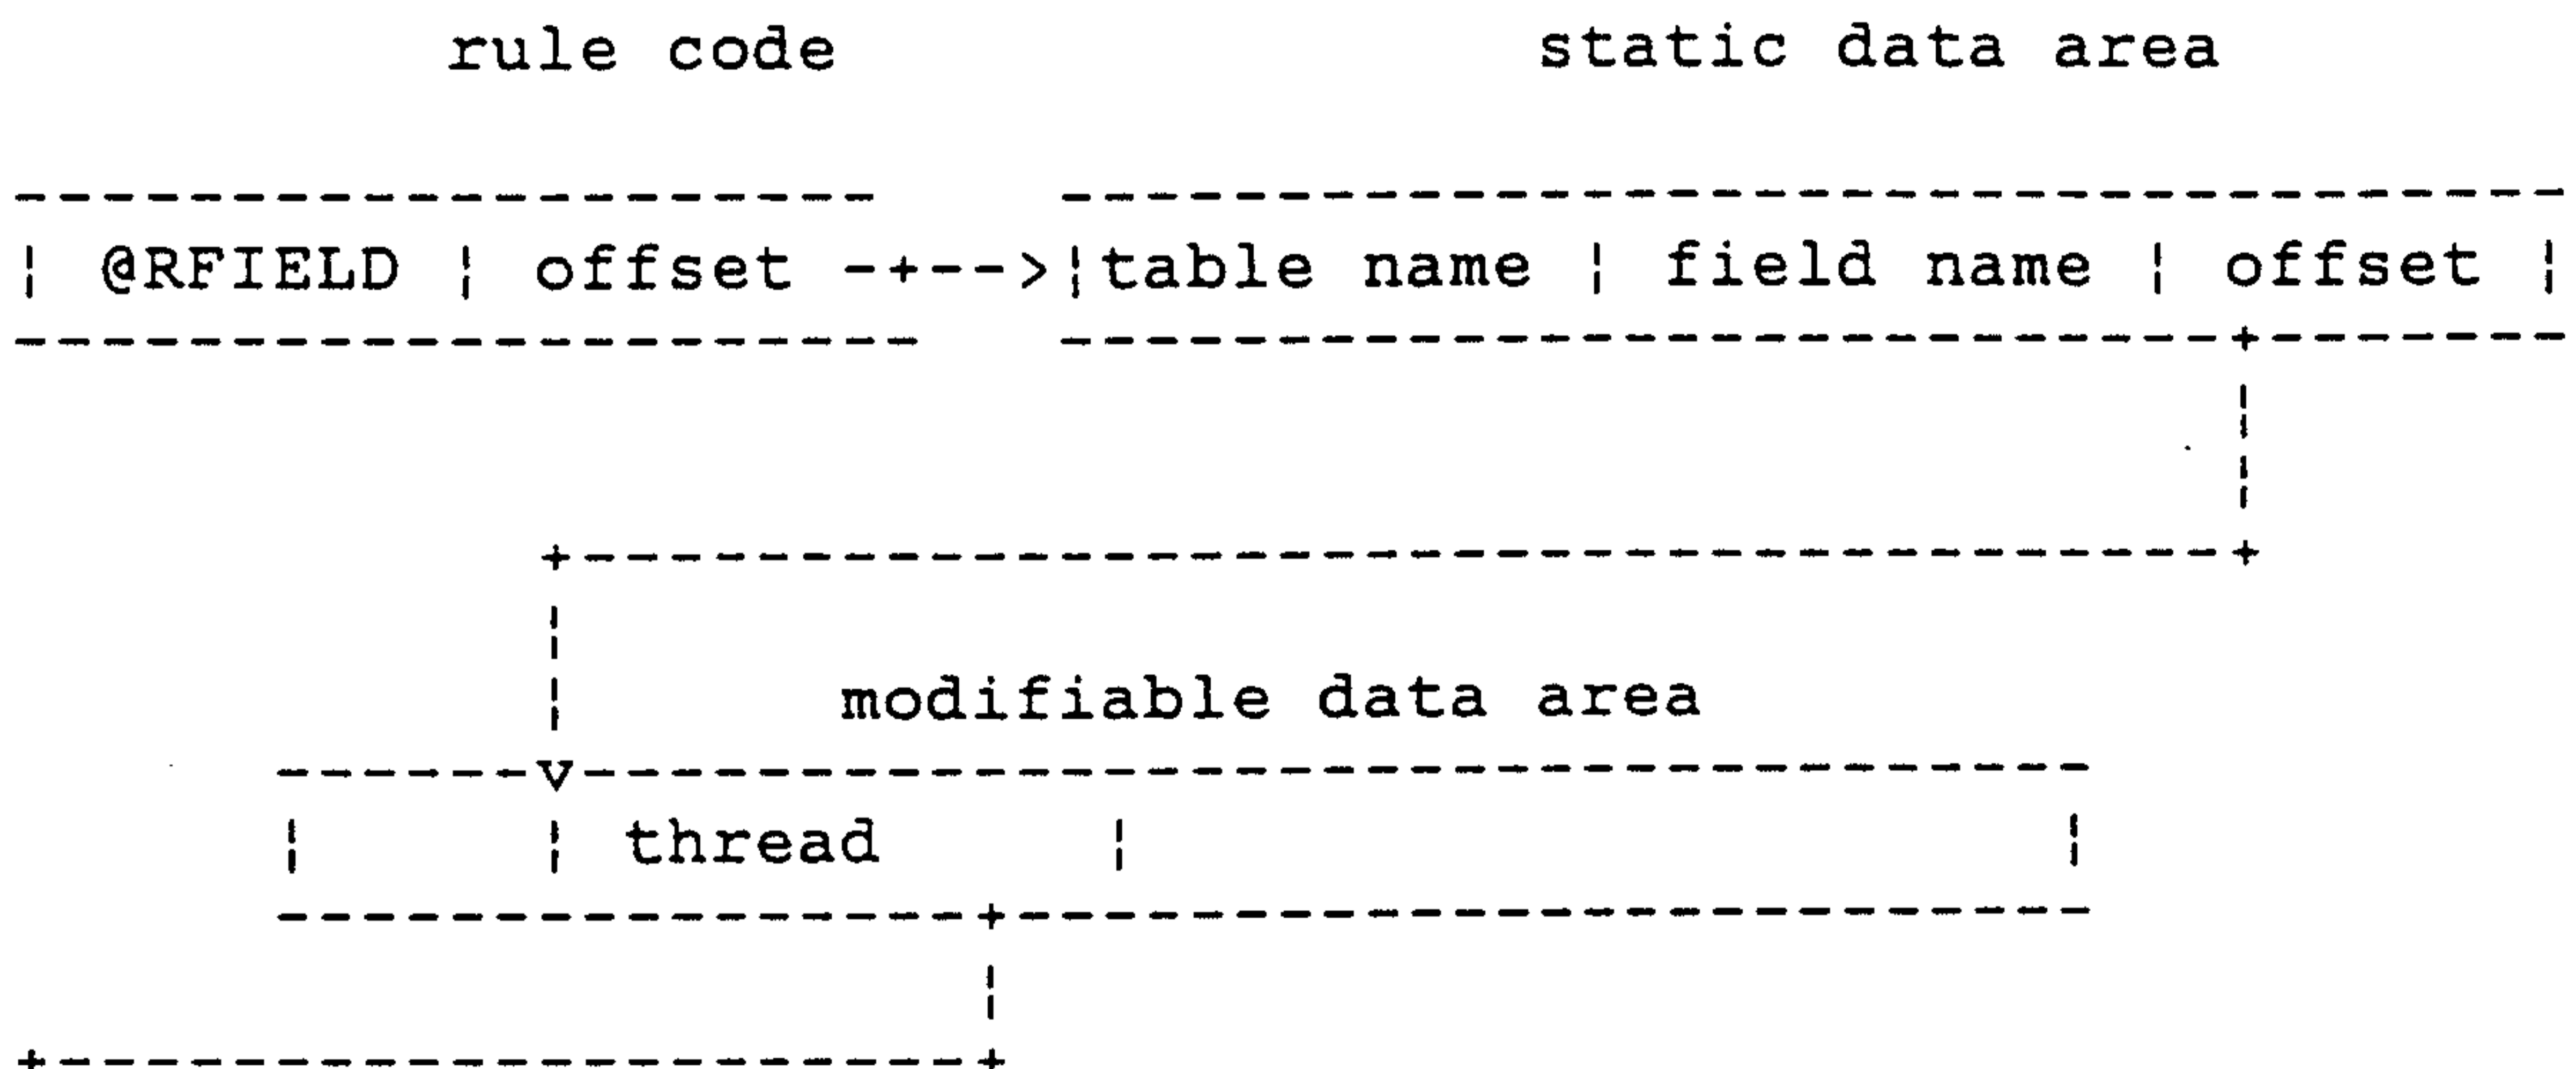 rule code static data area
¦ @RFIELD ¦ offset -+-->¦table name ¦ field name ¦ offset ¦
modifiable data area
¦ ¦ thread ¦ ¦